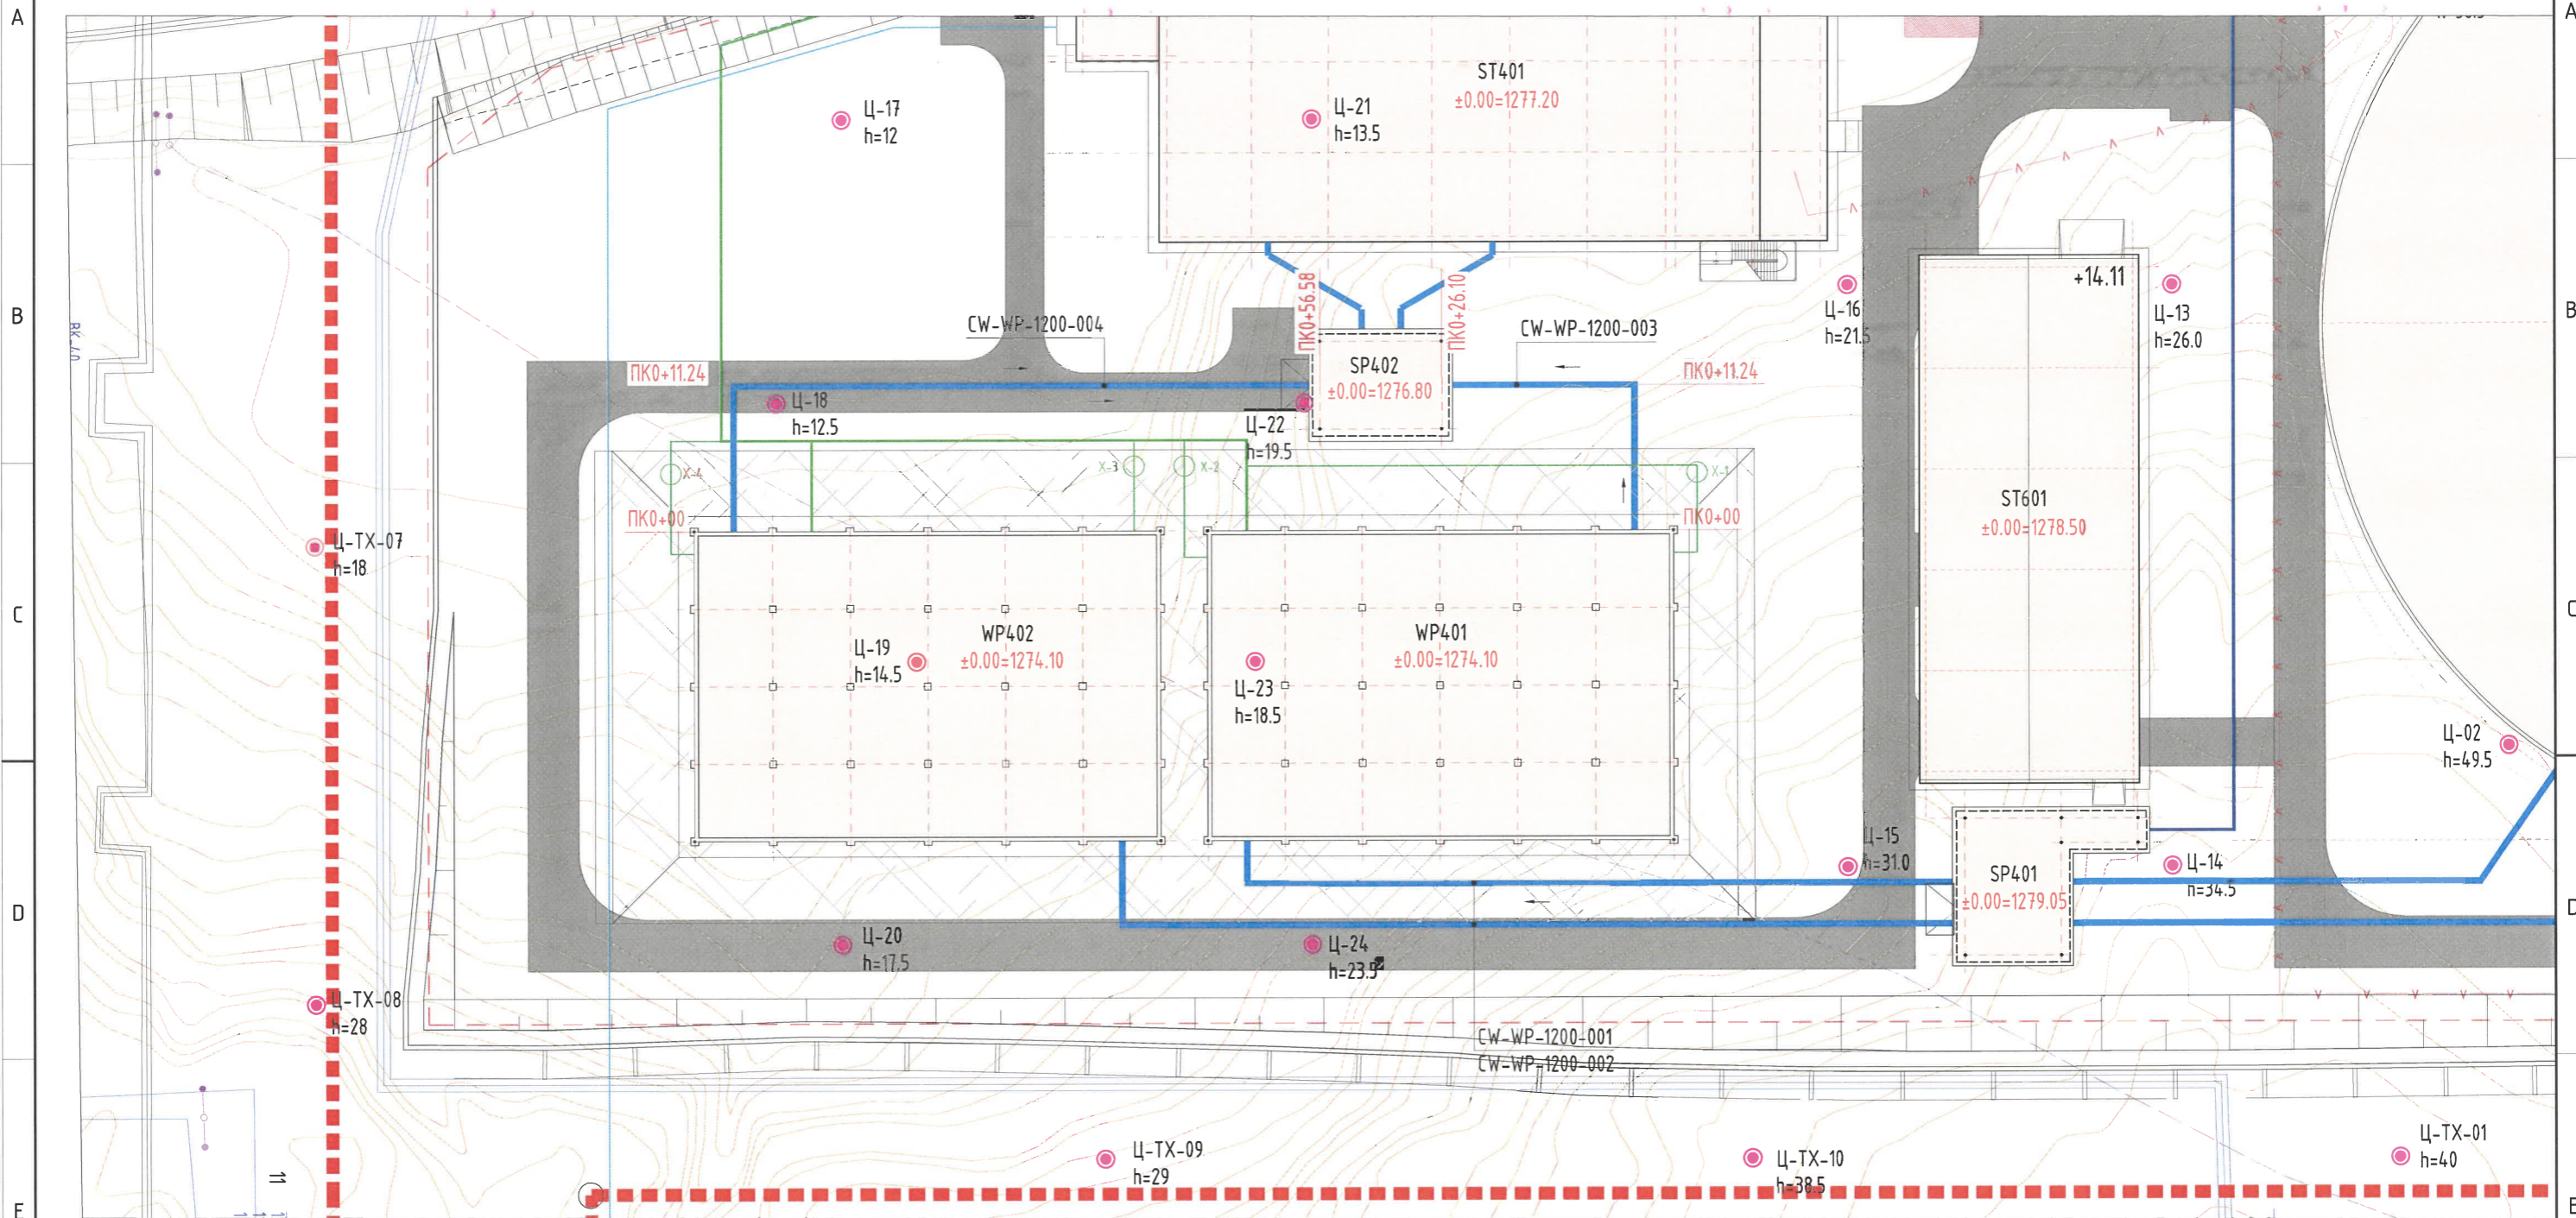 A
A
ST401
±0.00=1277.20
Ц-17
h=12
Ц-21
h=13.5
+14.11
Ц-16
h=21.5
Ц-13
h=26.0
B
B
ПК0+56.58
ПК0+26.10
CW-WP-1200-004
CW-WP-1200-003
SP402
±0.00=1276.80
ПК0+11.24
ПК0+11.24
Ц-18
h=12.5
Ц-22
h=19.5
X-4
X-3
X-2
X-1
ПК0+00
ПК0+00
ST601
±0.00=1278.50
Ц-ТХ-07
h=18
C
C
WP402
±0.00=1274.10
WP401
±0.00=1274.10
Ц-19
h=14.5
Ц-23
h=18.5
Ц-02
h=49.5
Ц-15
h=31.0
Ц-14
h=34.5
SP401
±0.00=1279.05
D
D
Ц-20
h=17.5
Ц-24
h=23.5
Ц-ТХ-08
h=28
CW-WP-1200-001
CW-WP-1200-002
Ц-ТХ-09
h=29
Ц-ТХ-10
h=38.5
Ц-ТХ-01
h=40
11
E
E